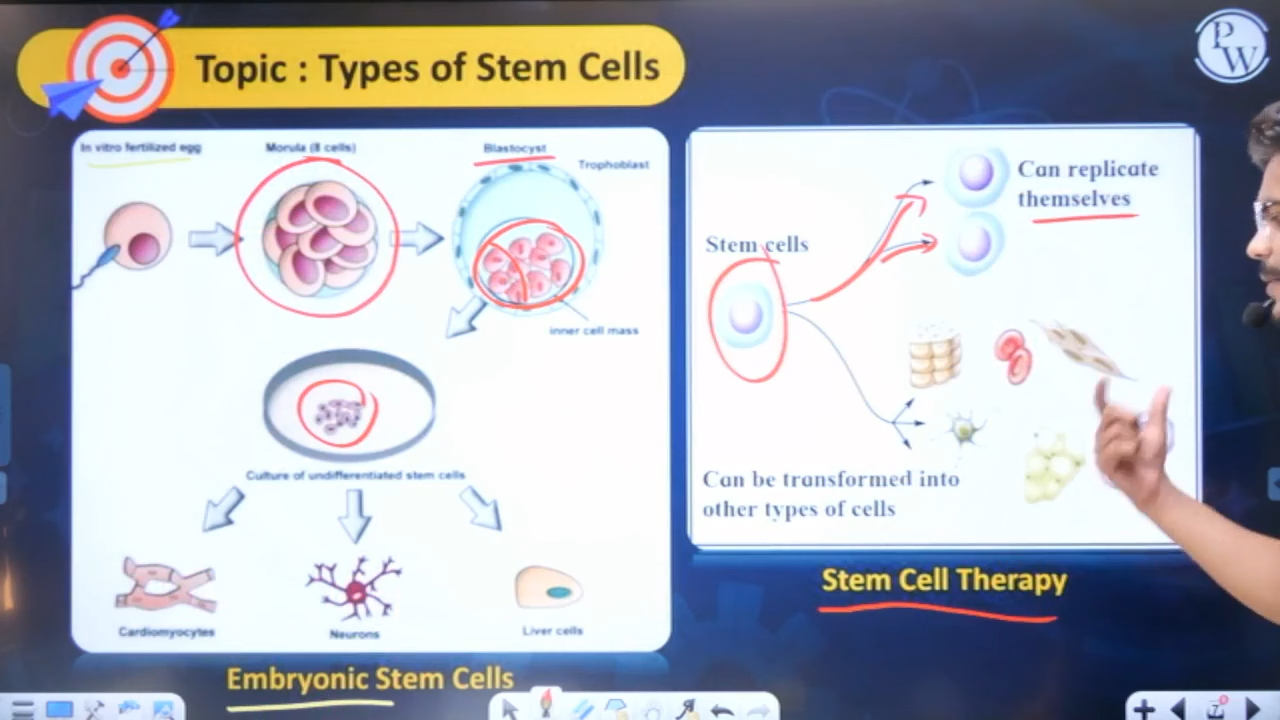 Topic : Types of Stem Cells
PW
In vitro fertilized egg
Morula (8 cells)
Blastocyst
Trophoblast
inner cell mass
Culture of undifferentiated stem cells
Cardiomyocytes
Neurons
Liver cells
Embryonic Stem Cells
Can replicate
themselves
Stem cells
Can be transformed into
other types of cells
Stem Cell Therapy